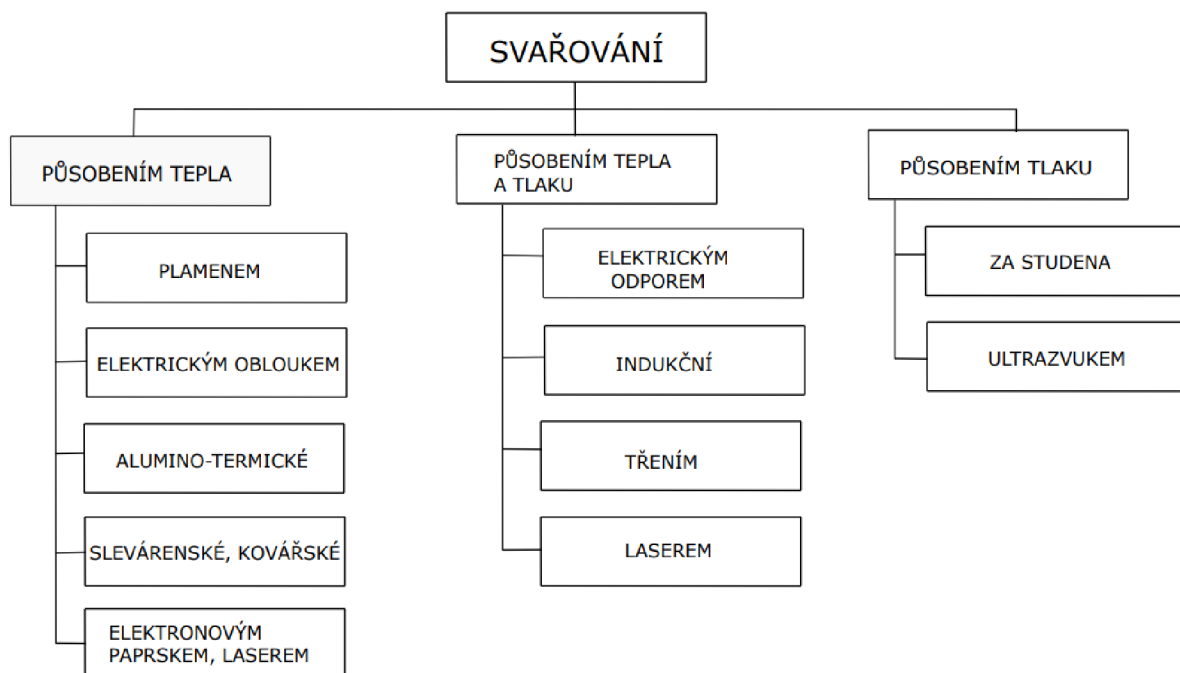 SVAŘOVÁNÍ
PŮSOBENÍM TEPLA
PLAMENEM
ELEKTRICKÝM OBLOUKEM
ALUMINO-TERMICKÉ
SLEVÁRENSKÉ, KOVÁŘSKÉ
ELEKTRONOVÝM
PAPRSKEM, LASEREM
PŮSOBENÍM TEPLA
A TLAKU
ELEKTRICKÝM
ODPOREM
INDUKČNÍ
TŘENÍM
LASEREM
PŮSOBENÍM TLAKU
ZA STUDENA
ULTRAZVUKEM